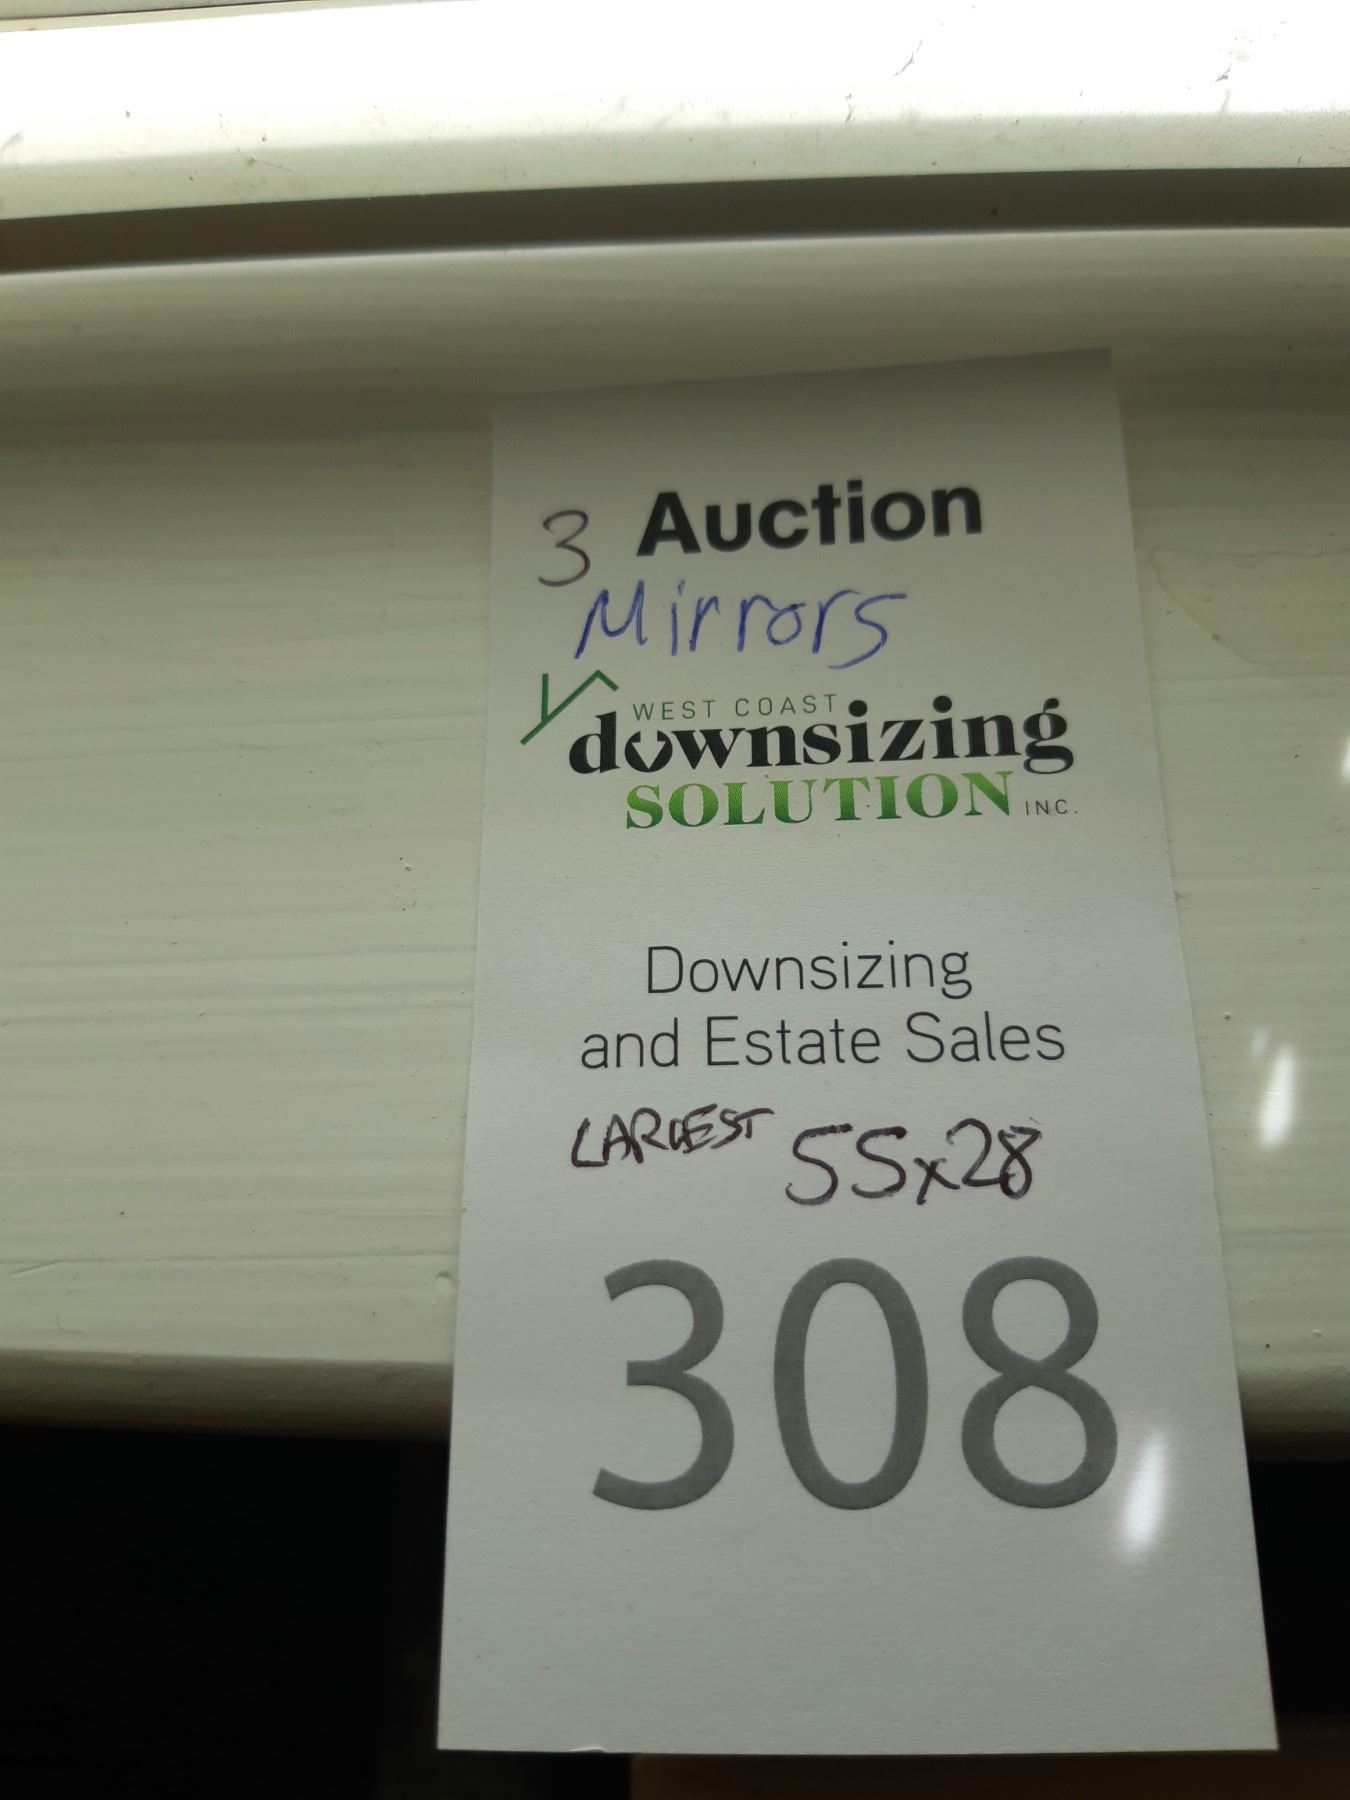 3 Auction
Mirrors
WEST COAST
downsizing
SOLUTION INC.
Downsizing
and Estate Sales
LARGEST 55x28
308